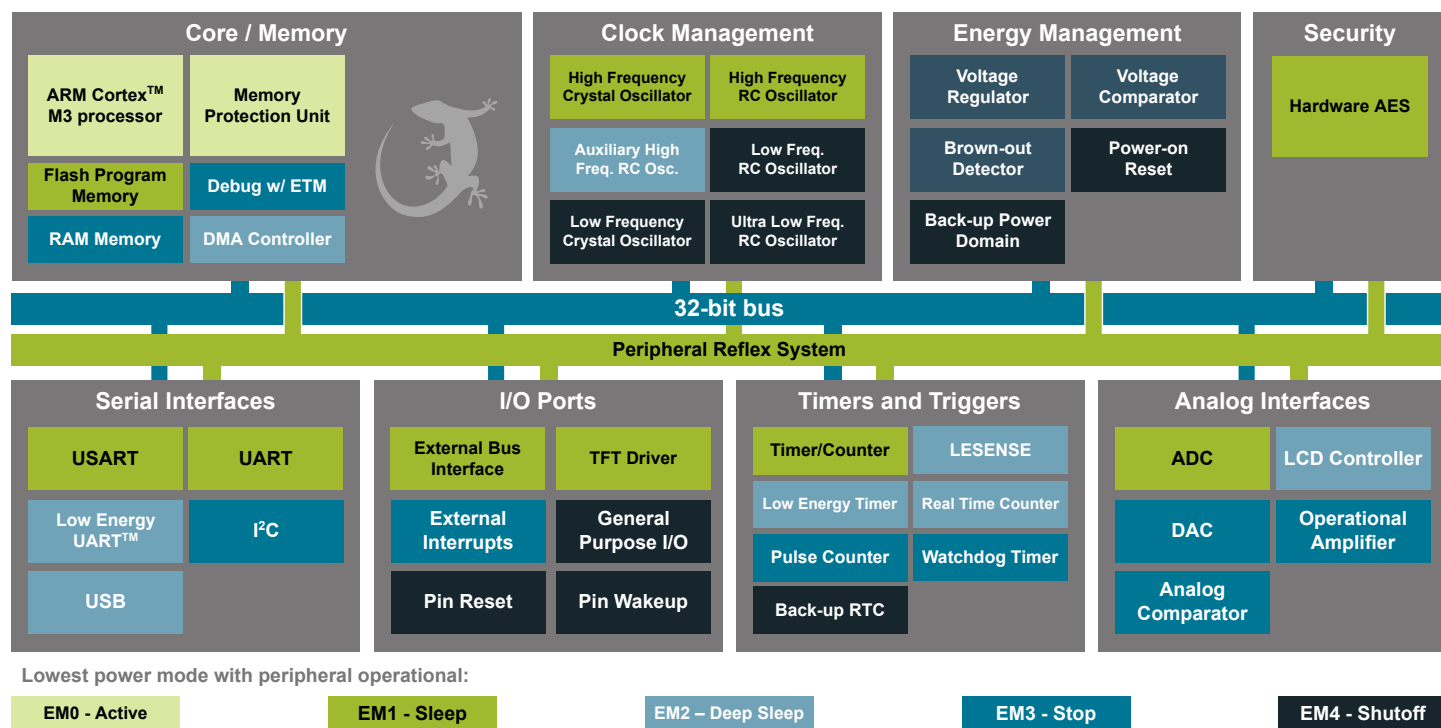 Core / Memory
ARM Cortex™
M3 processor
Memory
Protection Unit
Flash Program
Memory
Debug w/ ETM
RAM Memory
DMA Controller
Clock Management
High Frequency
Crystal Oscillator
High Frequency
RC Oscillator
Auxiliary High
Freq. RC Osc.
Low Freq.
RC Oscillator
Low Frequency
Crystal Oscillator
Ultra Low Freq.
RC Oscillator
Energy Management
Voltage
Regulator
Voltage
Comparator
Brown-out
Detector
Power-on
Reset
Back-up Power
Domain
Security
Hardware AES
32-bit bus
Peripheral Reflex System
Serial Interfaces
USART
UART
Low Energy
UART™
I²C
USB
I/O Ports
External Bus
Interface
TFT Driver
External
Interrupts
General
Purpose I/O
Pin Reset
Pin Wakeup
Timers and Triggers
Timer/Counter
LESENSE
Low Energy Timer
Real Time Counter
Pulse Counter
Watchdog Timer
Back-up RTC
Analog Interfaces
ADC
LCD Controller
DAC
Operational
Amplifier
Analog
Comparator
Lowest power mode with peripheral operational:
EM0 - Active
EM1 - Sleep
EM2 – Deep Sleep
EM3 - Stop
EM4 - Shutoff